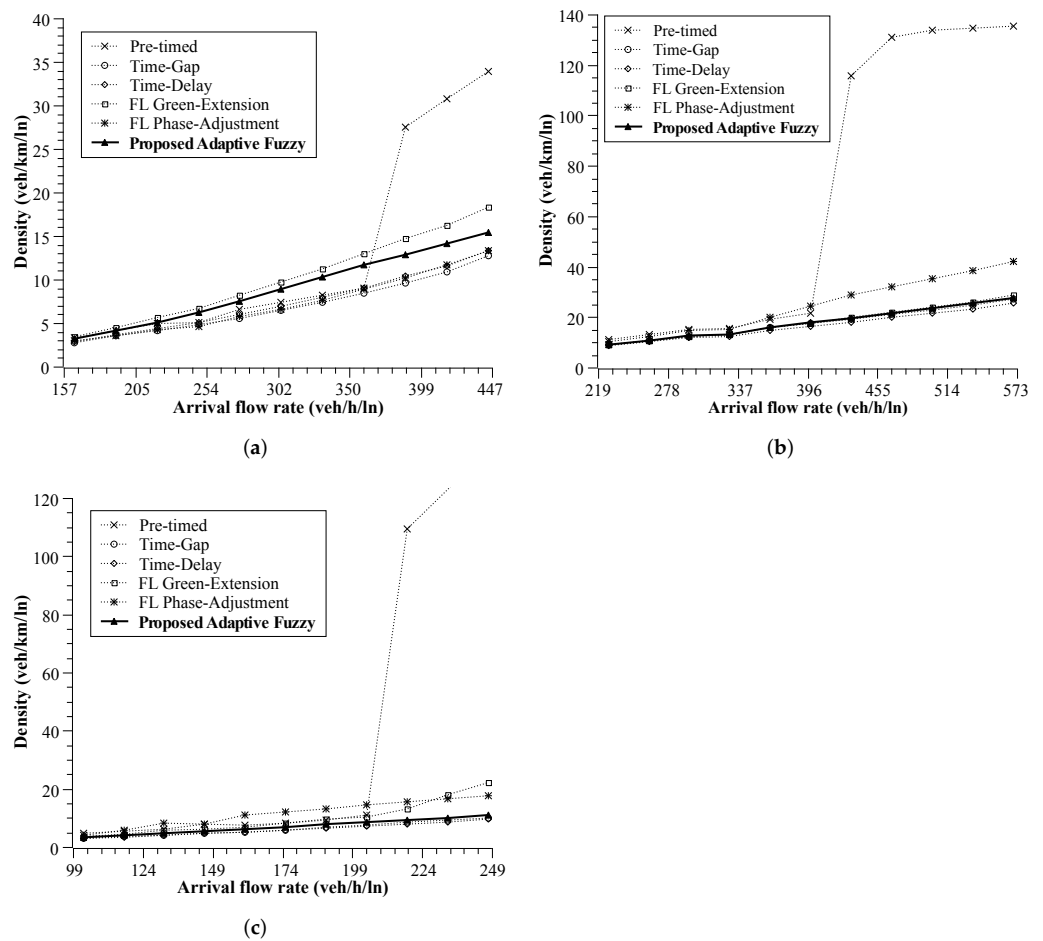 40
35
30
25
20
15
10
5
0
Density (veh/km/ln)
Pre-timed
Time-Gap
Time-Delay
FL Green-Extension
FL Phase-Adjustment
Proposed Adaptive Fuzzy
157 205 254 302 350 399 447
Arrival flow rate (veh/h/ln)
(a)
140
120
100
80
60
40
20
0
Density (veh/km/ln)
Pre-timed
Time-Gap
Time-Delay
FL Green-Extension
FL Phase-Adjustment
Proposed Adaptive Fuzzy
219 278 337 396 455 514 573
Arrival flow rate (veh/h/ln)
(b)
120
100
80
60
40
20
0
Density (veh/km/ln)
Pre-timed
Time-Gap
Time-Delay
FL Green-Extension
FL Phase-Adjustment
Proposed Adaptive Fuzzy
99 124 149 174 199 224 249
Arrival flow rate (veh/h/ln)
(c)